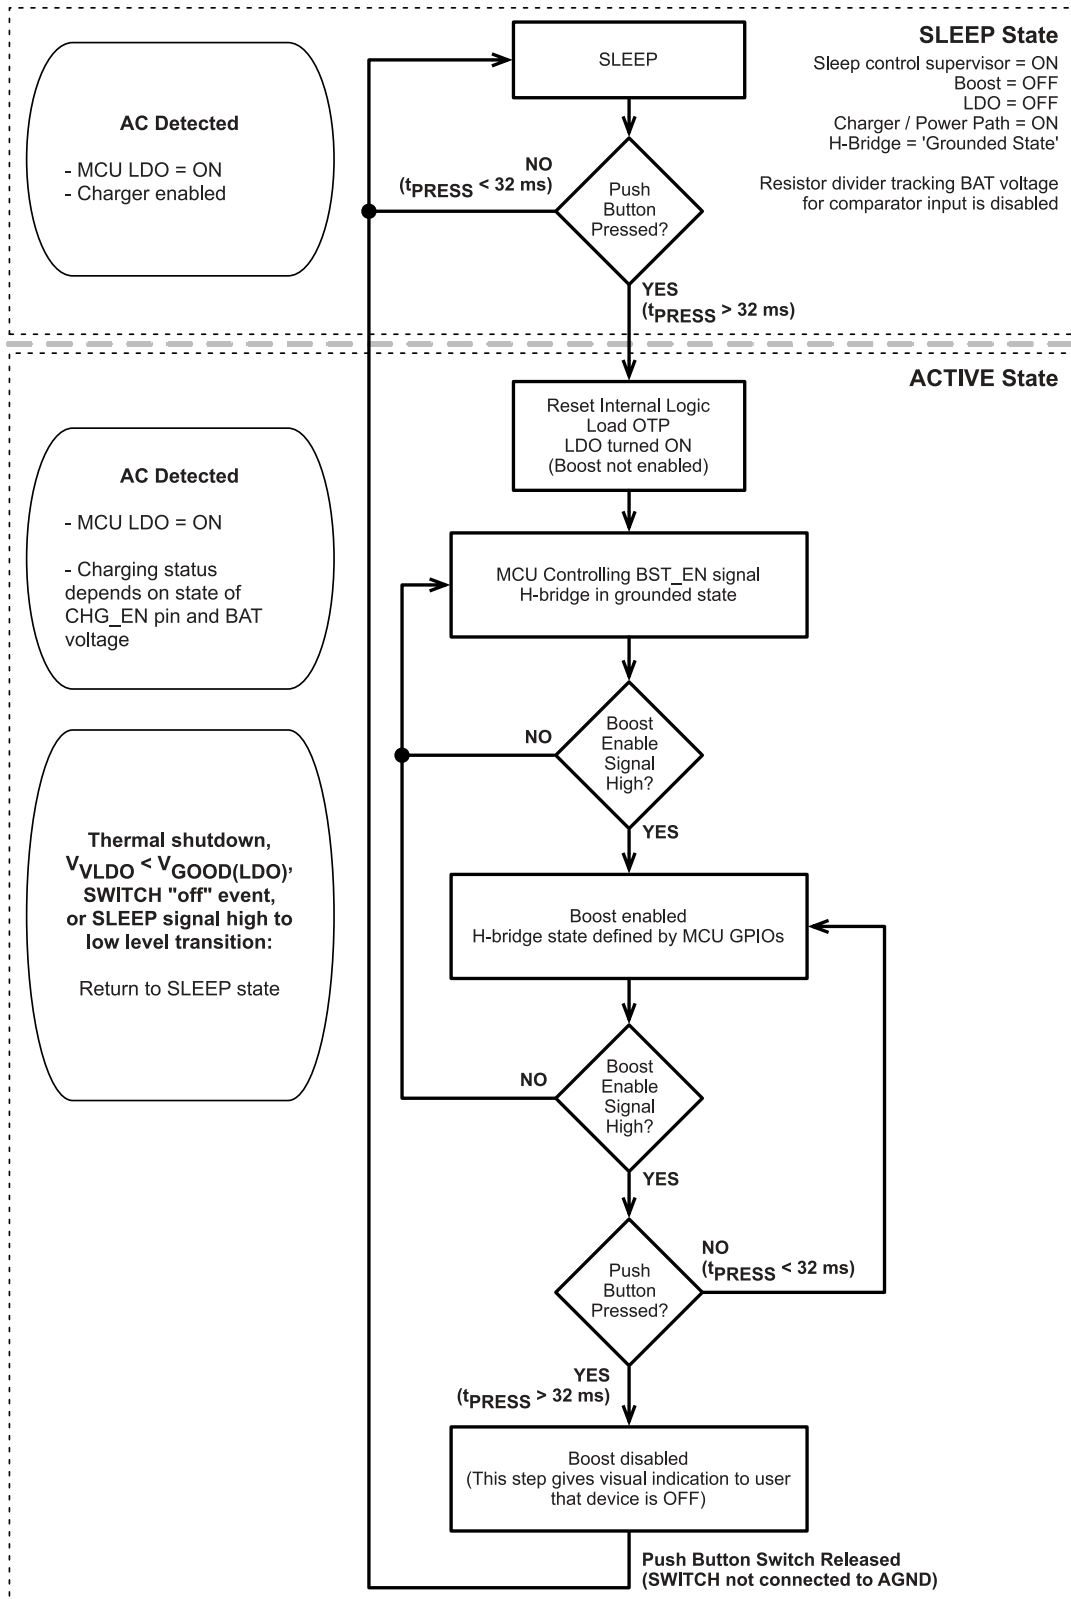 SLEEP State
Sleep control supervisor = ON
Boost = OFF
LDO = OFF
Charger / Power Path = ON
H-Bridge = 'Grounded State'
Resistor divider tracking BAT voltage
for comparator input is disabled
AC Detected
- MCU LDO = ON
- Charger enabled
SLEEP
NO
(tPRESS < 32 ms)
Push
Button
Pressed?
YES
(tPRESS > 32 ms)
ACTIVE State
Reset Internal Logic
Load OTP
LDO turned ON
(Boost not enabled)
AC Detected
- MCU LDO = ON
- Charging status
depends on state of
CHG_EN pin and BAT
voltage
MCU Controlling BST_EN signal
H-bridge in grounded state
Boost
Enable
Signal
High?
NO
YES
Thermal shutdown,
VVLDO < VGOOD(LDO),
SWITCH "off" event,
or SLEEP signal high to
low level transition:
Return to SLEEP state
Boost enabled
H-bridge state defined by MCU GPIOs
Boost
Enable
Signal
High?
NO
YES
Push
Button
Pressed?
NO
(tPRESS < 32 ms)
YES
(tPRESS > 32 ms)
Boost disabled
(This step gives visual indication to user
that device is OFF)
Push Button Switch Released
(SWITCH not connected to AGND)